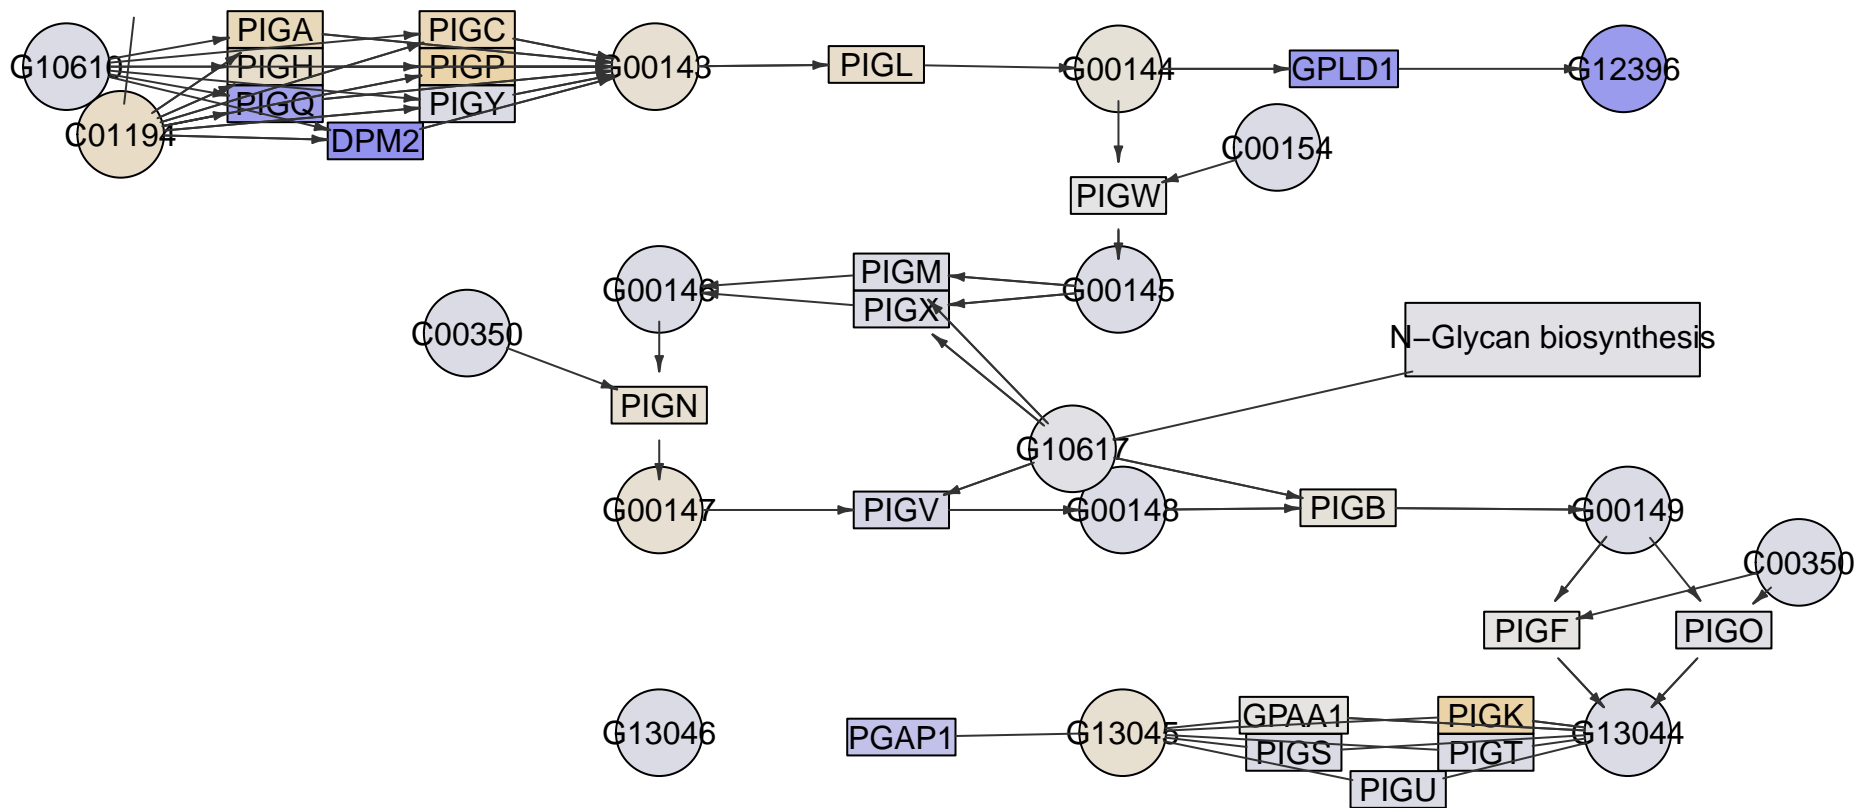 PIGA
PIGC
G10610
PIGH
PIGP
G00143
PIGL
G00144
GPLD1
G12396
PIGQ
PIGY
C01194
DPM2
C00154
PIGW
PIGM
G00146
PIGX
G00145
C00350
N–Glycan biosynthesis
PIGN
G10617
G00147
PIGV
G00148
PIGB
G00149
C00350
PIGF
PIGO
G13046
PGAP1
G13045
GPAA1
PIGK
G13044
PIGS
PIGT
PIGU